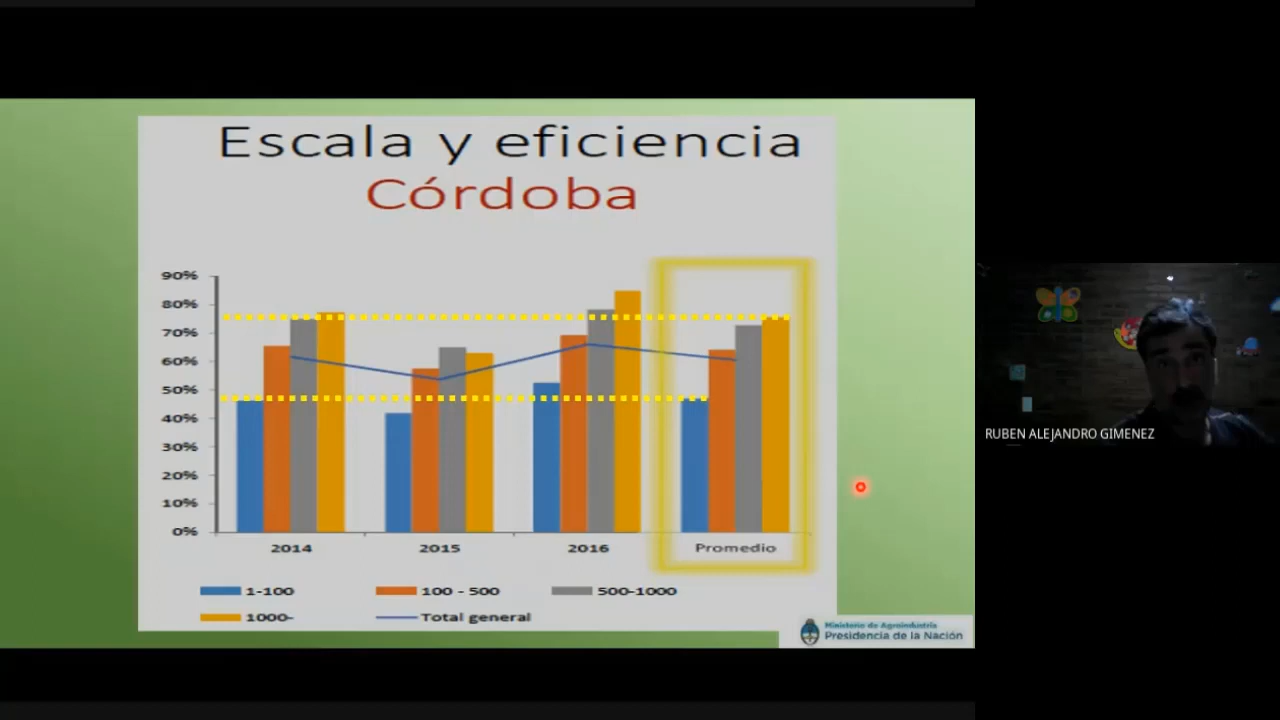 Escala y eficiencia
Córdoba
90%
80%
70%
60%
50%
40%
30%
20%
10%
0%
2014
2015
2016
Promedio
1-100
100 - 500
500-1000
1000-
Total general
Ministerio de Agroindustria
Presidencia de la Nación
RUBEN ALEJANDRO GIMENEZ